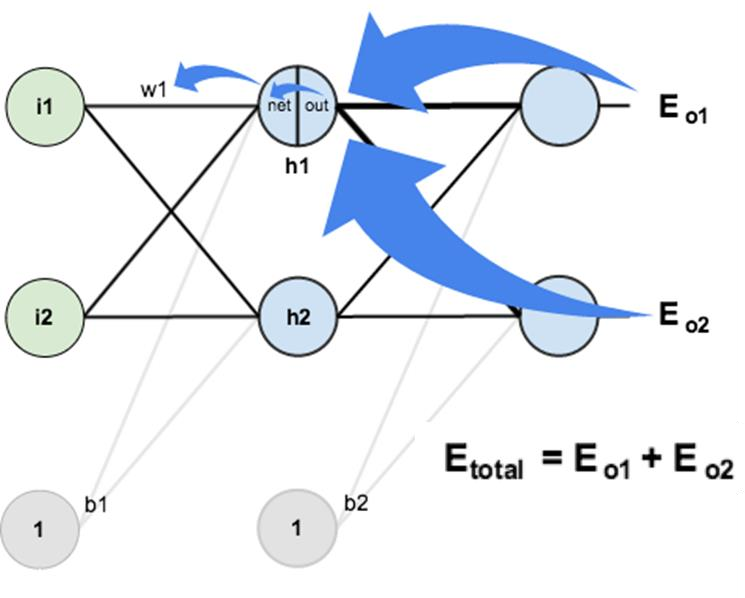 w1
i1
net
out
E o1
h1
i2
h2
E o2
E total = E o1 + E o2
b1
b2
1
1